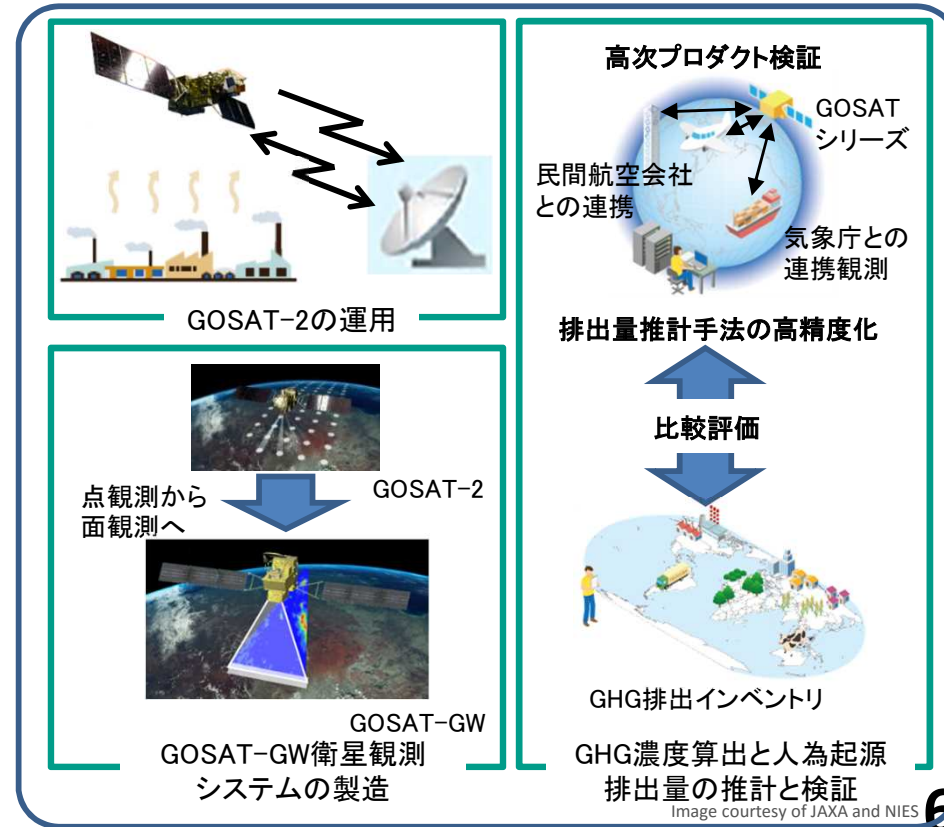 GOSAT-2の運用
点観測から
面観測へ
GOSAT-2
GOSAT-GW
GOSAT-GW衛星観測
システムの製造
高次プロダクト検証
GOSAT
シリーズ
民間航空会社
との連携
気象庁との
連携観測
排出量推計手法の高精度化
比較評価
GHG排出インベントリ
GHG濃度算出と人為起源
排出量の推計と検証
Image courtesy of JAXA and NIES
6